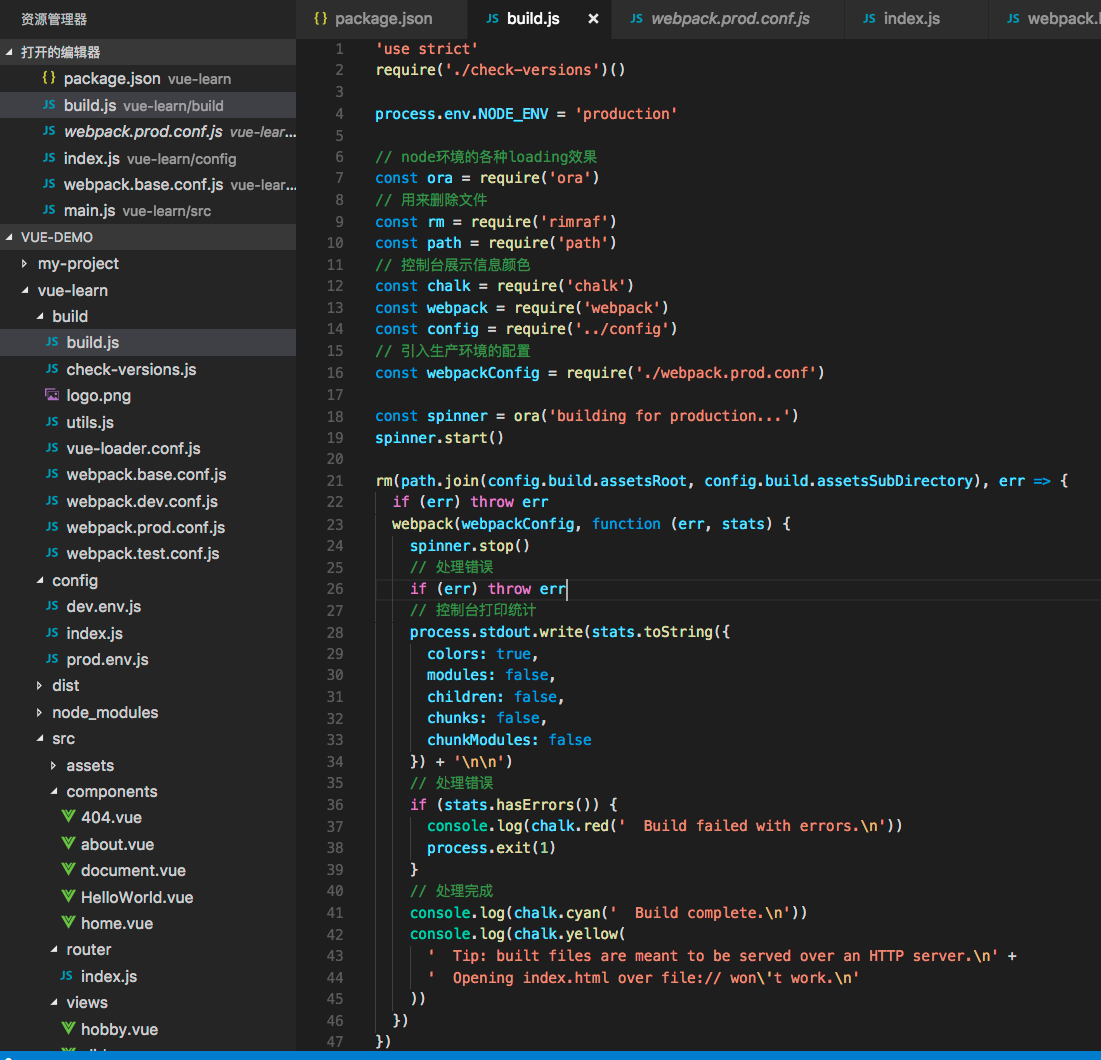 资源管理器
打开的编辑器
{} package.json vue-learn
JS build.js vue-learn/build
JS webpack.prod.conf.js vue-lear...
JS index.js vue-learn/config
JS webpack.base.conf.js vue-lear...
JS main.js vue-learn/src
VUE-DEMO
my-project
vue-learn
build
JS build.js
JS check-versions.js
logo.png
JS utils.js
JS vue-loader.conf.js
JS webpack.base.conf.js
JS webpack.dev.conf.js
JS webpack.prod.conf.js
JS webpack.test.conf.js
config
JS dev.env.js
JS index.js
JS prod.env.js
dist
node_modules
src
assets
components
404.vue
about.vue
document.vue
HelloWorld.vue
home.vue
router
JS index.js
views
hobby.vue
{} package.json JS build.js × JS webpack.prod.conf.js JS index.js JS webpack.
1 'use strict'
2 require('./check-versions')()
3
4 process.env.NODE_ENV = 'production'
5
6 // node环境的各种loading效果
7 const ora = require('ora')
8 // 用来删除文件
9 const rm = require('rimraf')
10 const path = require('path')
11 // 控制台展示信息颜色
12 const chalk = require('chalk')
13 const webpack = require('webpack')
14 const config = require('../config')
15 // 引入生产环境的配置
16 const webpackConfig = require('./webpack.prod.conf')
17
18 const spinner = ora('building for production...')
19 spinner.start()
20
21 rm(path.join(config.build.assetsRoot, config.build.assetsSubDirectory), err => {
22 if (err) throw err
23 webpack(webpackConfig, function (err, stats) {
24 spinner.stop()
25 // 处理错误
26 if (err) throw err
27 // 控制台打印统计
28 process.stdout.write(stats.toString({
29 colors: true,
30 modules: false,
31 children: false,
32 chunks: false,
33 chunkModules: false
34 }) + '\n\n')
35 // 处理错误
36 if (stats.hasErrors()) {
37 console.log(chalk.red('  Build failed with errors.\n'))
38 process.exit(1)
39 }
40 // 处理完成
41 console.log(chalk.cyan('  Build complete.\n'))
42 console.log(chalk.yellow(
43 '  Tip: built files are meant to be served over an HTTP server.\n' +
44 '  Opening index.html over file:// won\'t work.\n'
45 ))
46 })
47 })